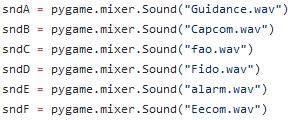 sndA = pygame.mixer.Sound("Guidance.wav")
sndB = pygame.mixer.Sound("Capcom.wav")
sndC = pygame.mixer.Sound("fao.wav")
sndD = pygame.mixer.Sound("Fido.wav")
sndE = pygame.mixer.Sound("alarm.wav")
sndF = pygame.mixer.Sound("Eecom.wav")